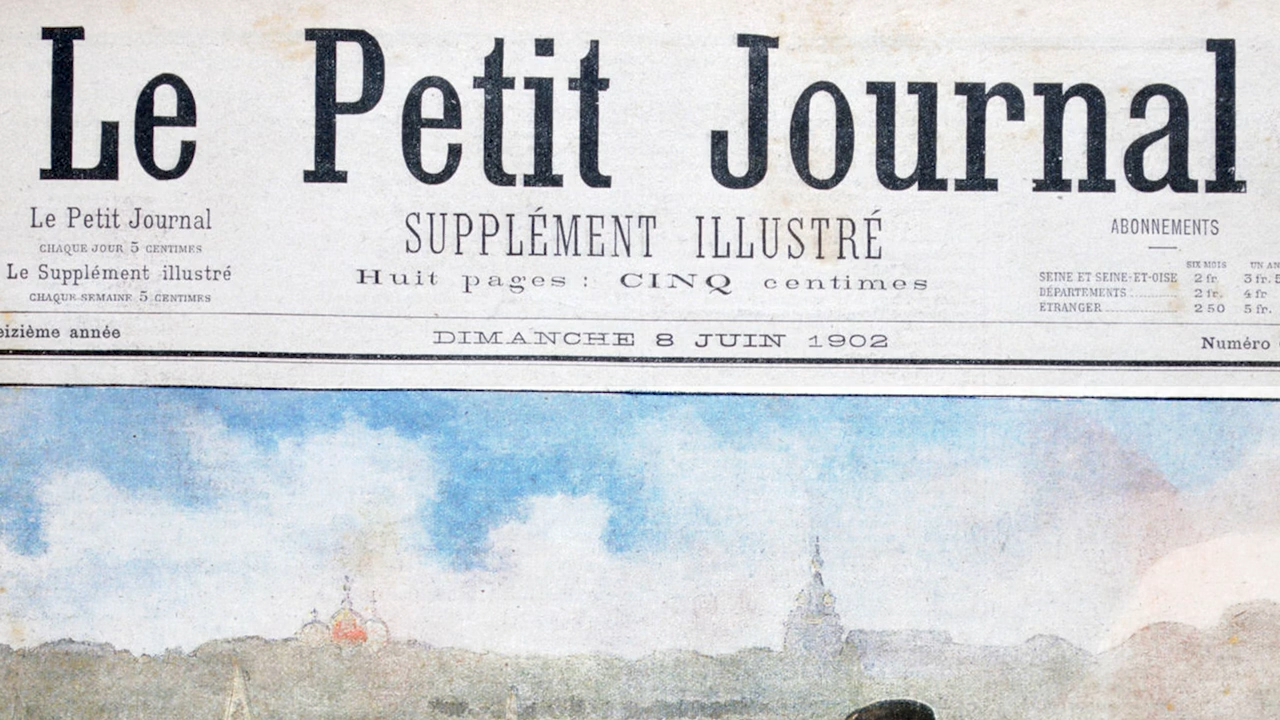 Le Petit Journal
Le Petit Journal
CHAQUE JOUR 5 CENTIMES
Le Supplément illustré
CHAQUE SEMAINE 5 CENTIMES
SUPPLÉMENT ILLUSTRÉ
Huit pages : CINQ centimes
ABONNEMENTS
SIX MOIS UN AN
SEINE ET SEINE-ET-OISE 2 fr. 3 fr. 5
DÉPARTEMENTS 2 fr. 4 fr
ETRANGER 2 50 5 fr.
eizième année
DIMANCHE 8 JUIN 1902
Numéro